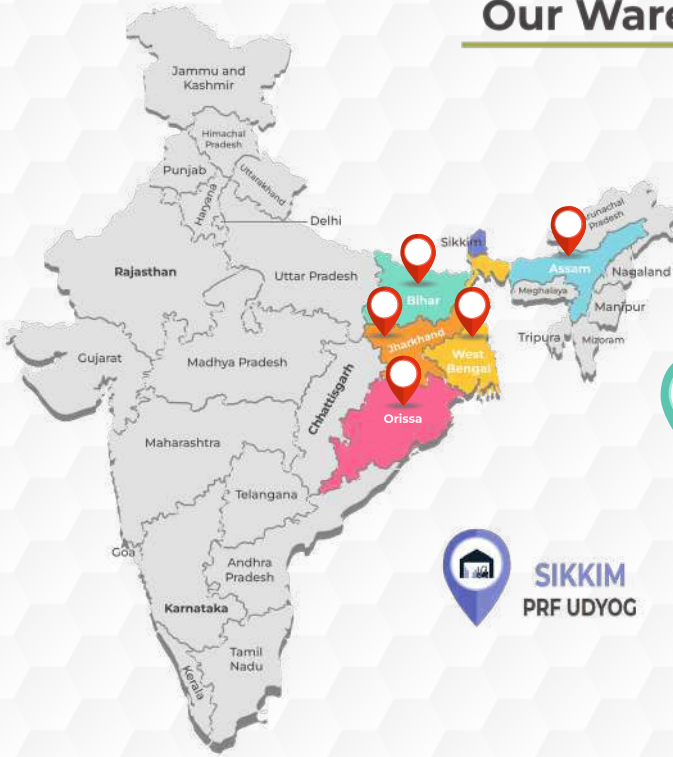 Our Ware
Jammu and
Kashmir
Himachal
Pradesh
Punjab
Uttarakhand
Haryana
Delhi
Rajasthan
Uttar Pradesh
Sikkim
Bihar
Assam
runachal
Pradesh
Nagaland
Meghalaya
Manipur
Tripura
Mizoram
Jharkhand
West
Bengal
Gujarat
Madhya Pradesh
Chhattisgarh
Orissa
Maharashtra
Telangana
Goa
Andhra
Pradesh
Karnataka
Tamil
Nadu
Kerala
SIKKIM
PRF UDYOG